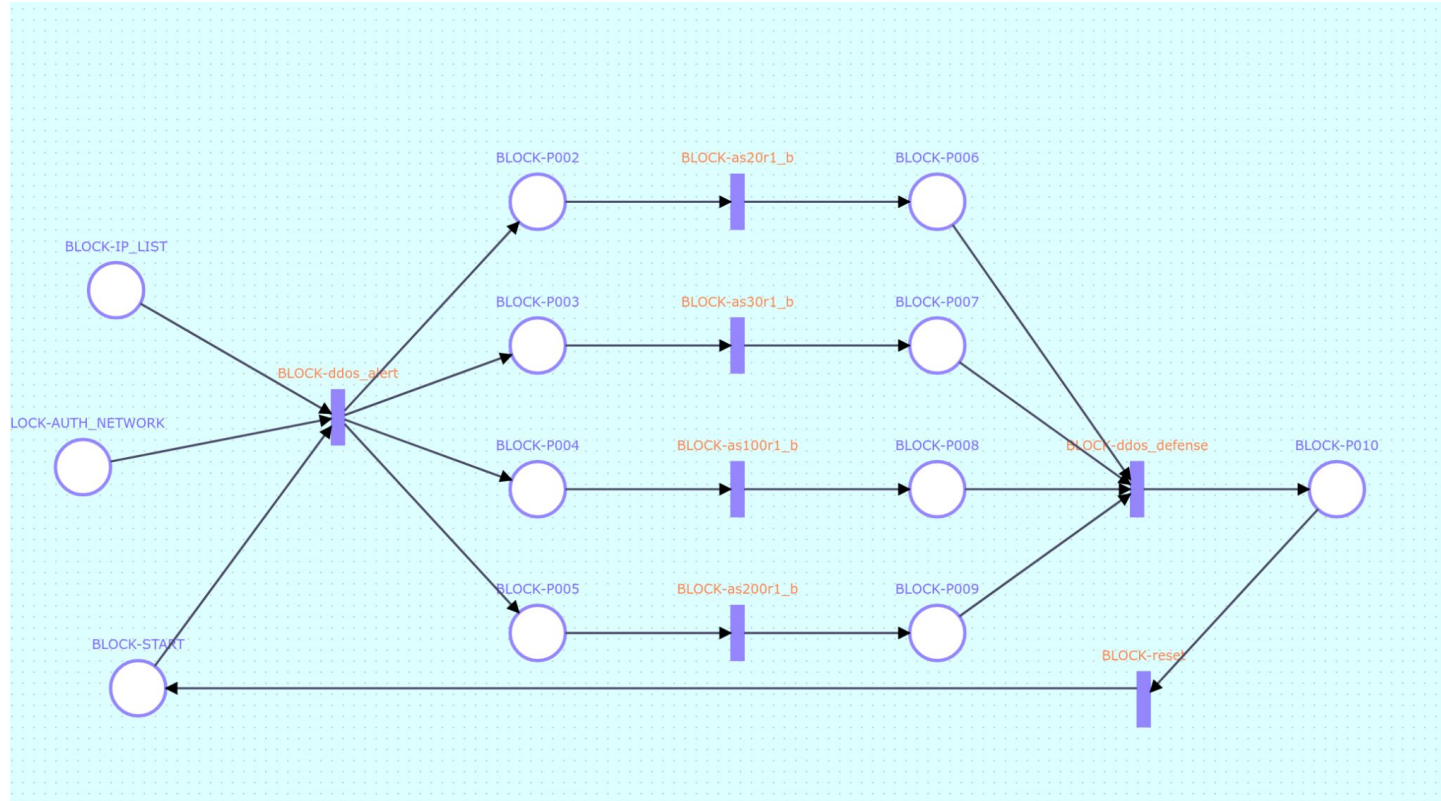 BLOCK-P002
BLOCK-as20r1_b
BLOCK-P006
BLOCK-IP_LIST
BLOCK-P003
BLOCK-as30r1_b
BLOCK-P007
BLOCK-ddos_alert
LOCK-AUTH_NETWORK
BLOCK-P004
BLOCK-as100r1_b
BLOCK-P008
BLOCK-ddos_defense
BLOCK-P010
BLOCK-P005
BLOCK-as200r1_b
BLOCK-P009
BLOCK-START
BLOCK-reset